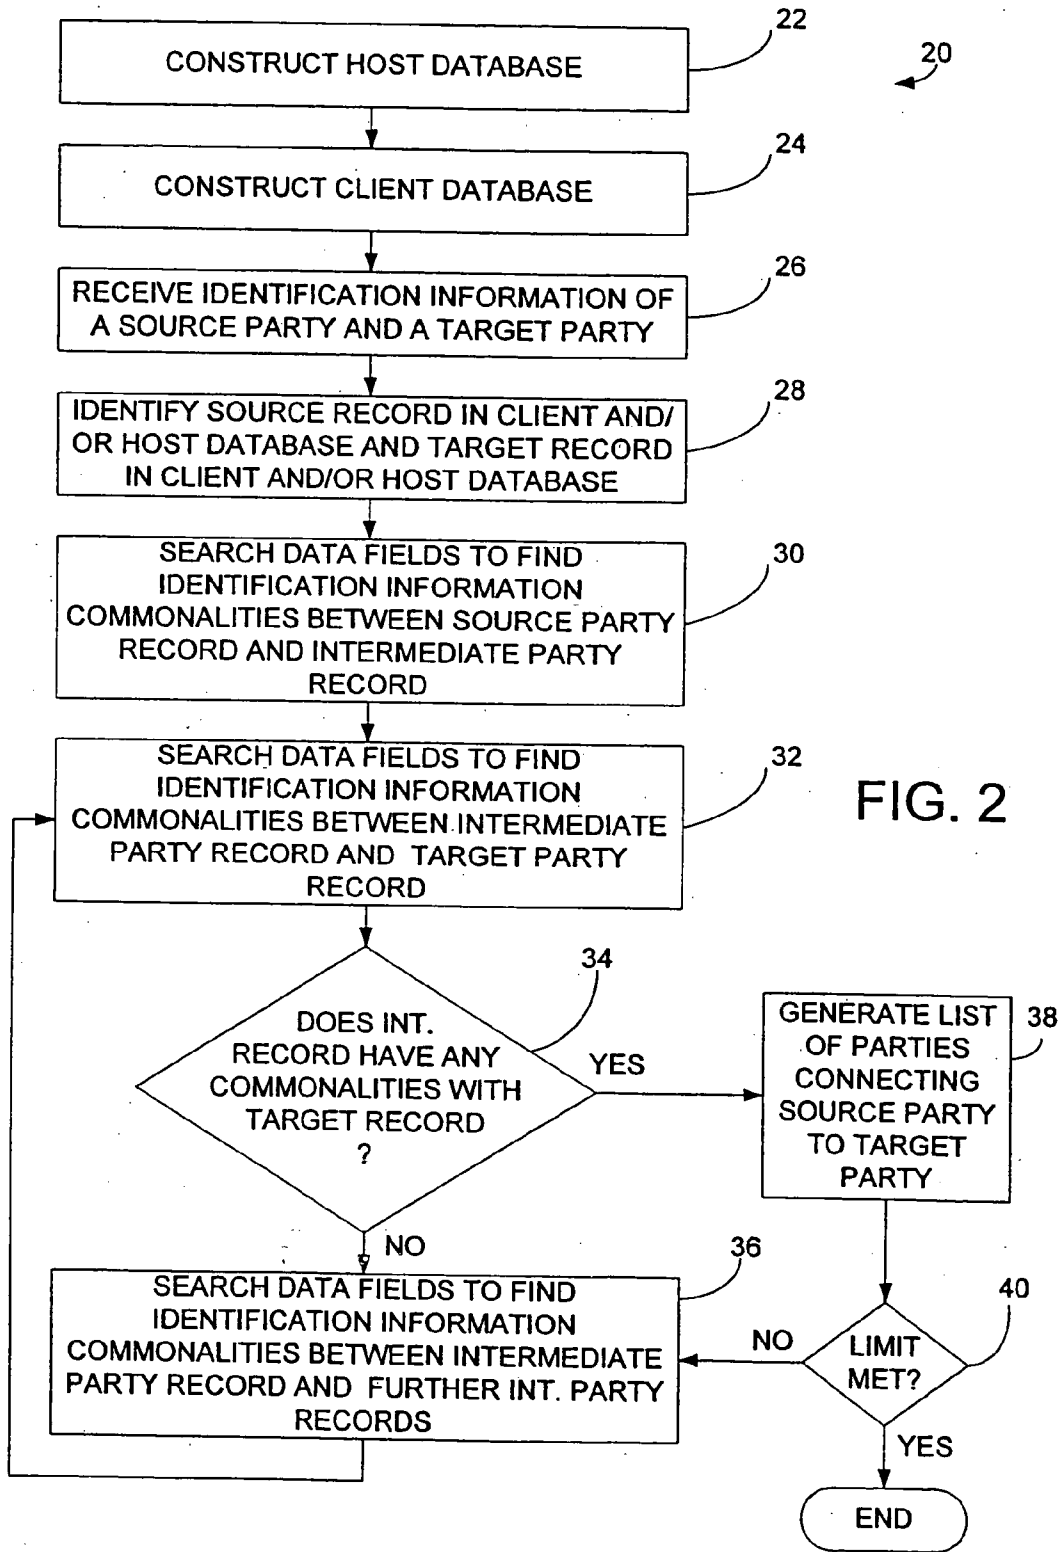 22
CONSTRUCT HOST DATABASE
20
24
CONSTRUCT CLIENT DATABASE
26
RECEIVE IDENTIFICATION INFORMATION OF
A SOURCE PARTY AND A TARGET PARTY
28
IDENTIFY SOURCE RECORD IN CLIENT AND/
OR HOST DATABASE AND TARGET RECORD
IN CLIENT AND/OR HOST DATABASE
30
SEARCH DATA FIELDS TO FIND
IDENTIFICATION INFORMATION
COMMONALITIES BETWEEN SOURCE PARTY
RECORD AND INTERMEDIATE PARTY
RECORD
32
SEARCH DATA FIELDS TO FIND
IDENTIFICATION INFORMATION
COMMONALITIES BETWEEN INTERMEDIATE
PARTY RECORD AND TARGET PARTY
RECORD
FIG. 2
34
DOES INT.
RECORD HAVE ANY
COMMONALITIES WITH
TARGET RECORD
?
YES
38
GENERATE LIST
OF PARTIES
CONNECTING
SOURCE PARTY
TO TARGET
PARTY
NO
36
SEARCH DATA FIELDS TO FIND
IDENTIFICATION INFORMATION
COMMONALITIES BETWEEN INTERMEDIATE
PARTY RECORD AND FURTHER INT. PARTY
RECORDS
40
NO
LIMIT
MET?
YES
END